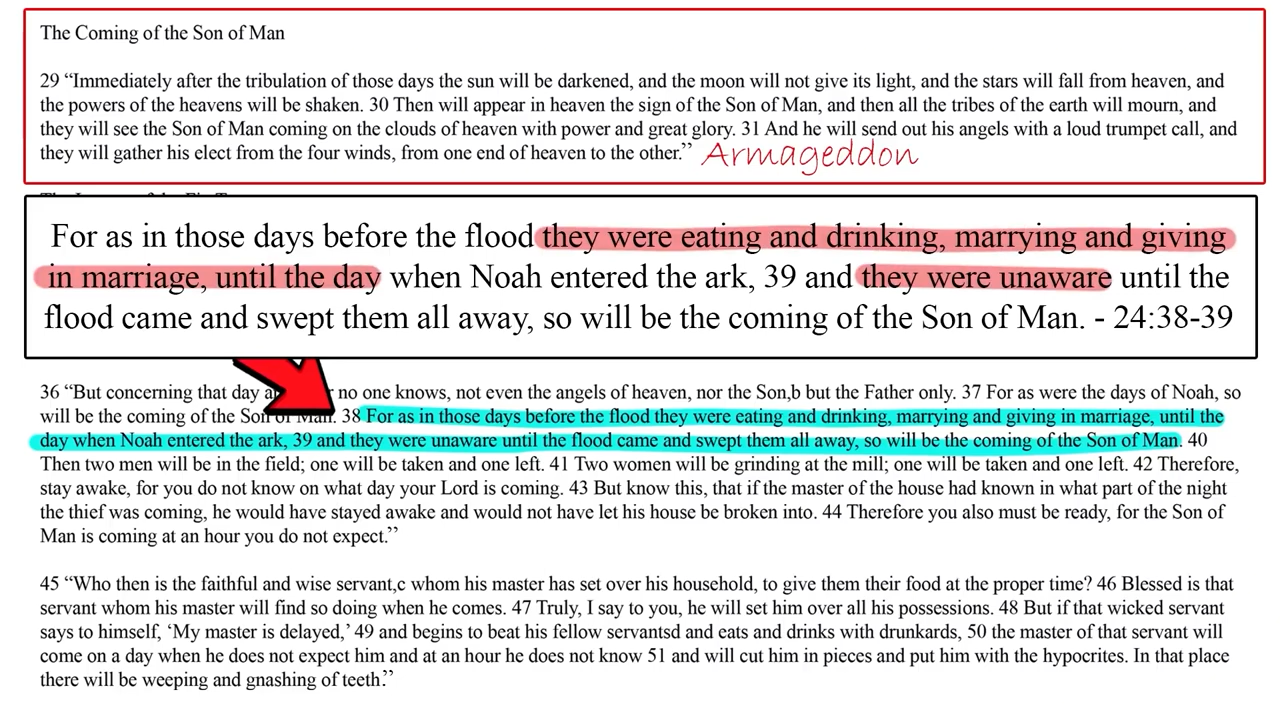 The Coming of the Son of Man
29 “Immediately after the tribulation of those days the sun will be darkened, and the moon will not give its light, and the stars will fall from heaven, and
the powers of the heavens will be shaken. 30 Then will appear in heaven the sign of the Son of Man, and then all the tribes of the earth will mourn, and
they will see the Son of Man coming on the clouds of heaven with power and great glory. 31 And he will send out his angels with a loud trumpet call, and
they will gather his elect from the four winds, from one end of heaven to the other.” Armageddon
For as in those days before the flood they were eating and drinking, marrying and giving
in marriage, until the day when Noah entered the ark, 39 and they were unaware until the
flood came and swept them all away, so will be the coming of the Son of Man. - 24:38-39
36 “But concerning that day no one knows, not even the angels of heaven, nor the Son,b but the Father only. 37 For as were the days of Noah, so
will be the coming of the Son of Man. 38 For as in those days before the flood they were eating and drinking, marrying and giving in marriage, until the
day when Noah entered the ark, 39 and they were unaware until the flood came and swept them all away, so will be the coming of the Son of Man. 40
Then two men will be in the field; one will be taken and one left. 41 Two women will be grinding at the mill; one will be taken and one left. 42 Therefore,
stay awake, for you do not know on what day your Lord is coming. 43 But know this, that if the master of the house had known in what part of the night
the thief was coming, he would have stayed awake and would not have let his house be broken into. 44 Therefore you also must be ready, for the Son of
Man is coming at an hour you do not expect.”
45 “Who then is the faithful and wise servant,c whom his master has set over his household, to give them their food at the proper time? 46 Blessed is that
servant whom his master will find so doing when he comes. 47 Truly, I say to you, he will set him over all his possessions. 48 But if that wicked servant
says to himself, ‘My master is delayed,’ 49 and begins to beat his fellow servantsd and eats and drinks with drunkards, 50 the master of that servant will
come on a day when he does not expect him and at an hour he does not know 51 and will cut him in pieces and put him with the hypocrites. In that place
there will be weeping and gnashing of teeth.”